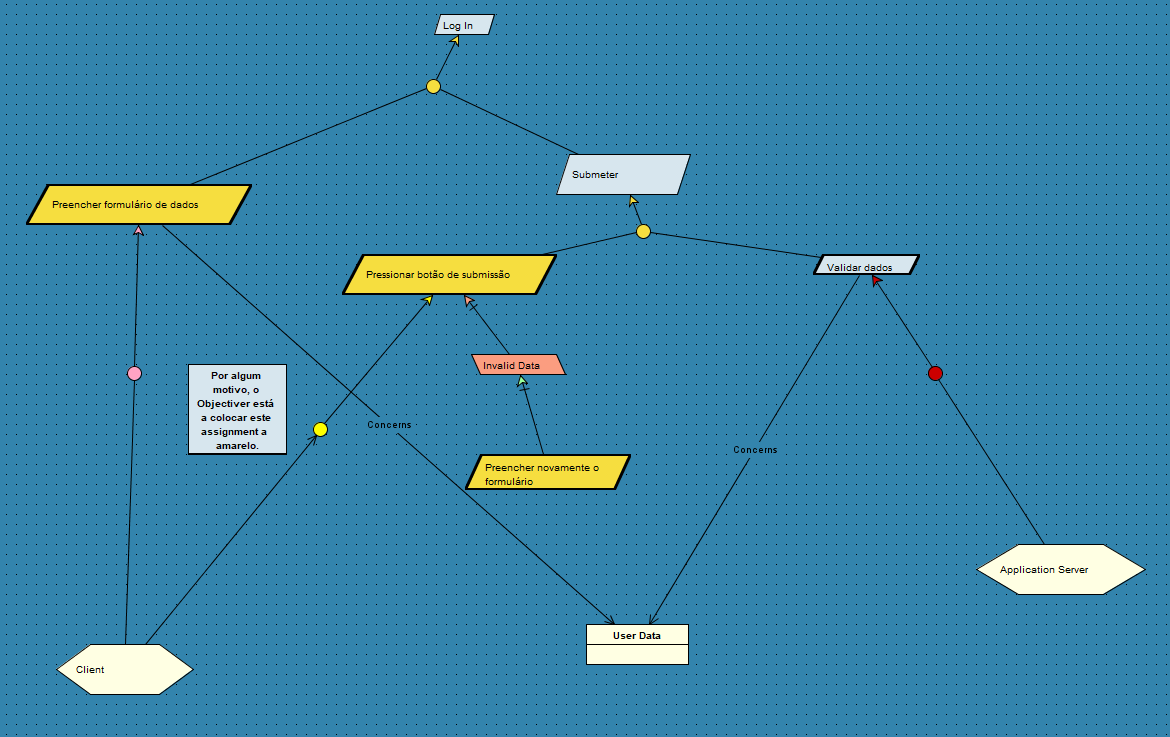 Log In
Submeter
Preencher formulário de dados
Pressionar botão de submissão
Validar dados
Invalid Data
Por algum
motivo, o
Objectiver está
a colocar este
assignment a
amarelo.
Concerns
Concerns
Preencher novamente o
formulário
Application Server
User Data
Client